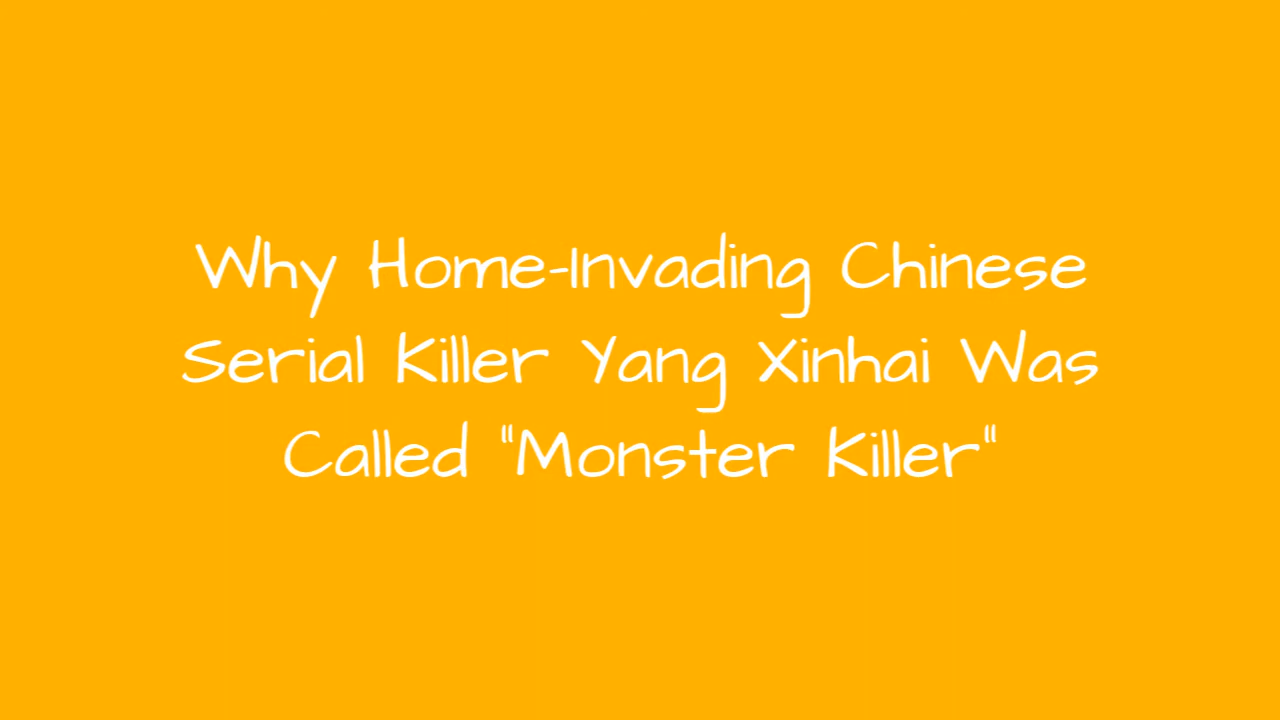 Why Home-Invading Chinese
Serial Killer Yang Xinhai Was
Called "Monster Killer"